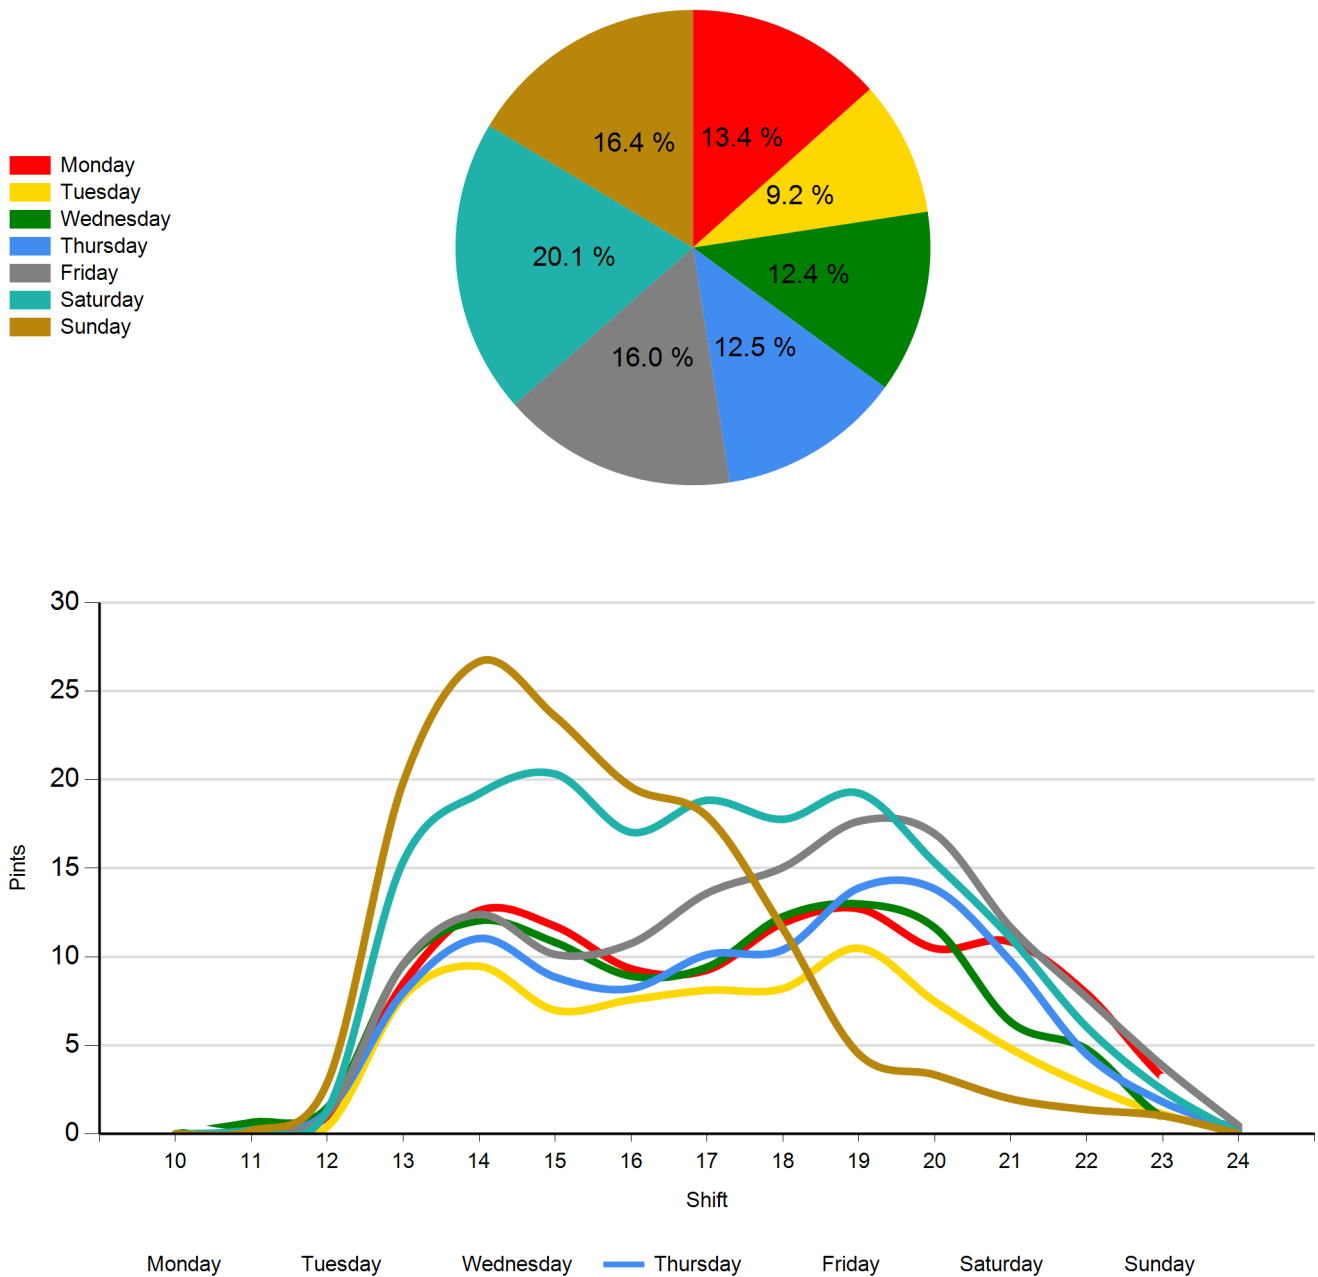 Monday
Tuesday
Wednesday
Thursday
Friday
Saturday
Sunday
16.4 %
13.4 %
9.2 %
20.1 %
12.4 %
12.5 %
16.0 %
30
25
20
15
10
5
0
Pints
10 11 12 13 14 15 16 17 18 19 20 21 22 23 24
Shift
Monday Tuesday Wednesday Thursday Friday Saturday Sunday